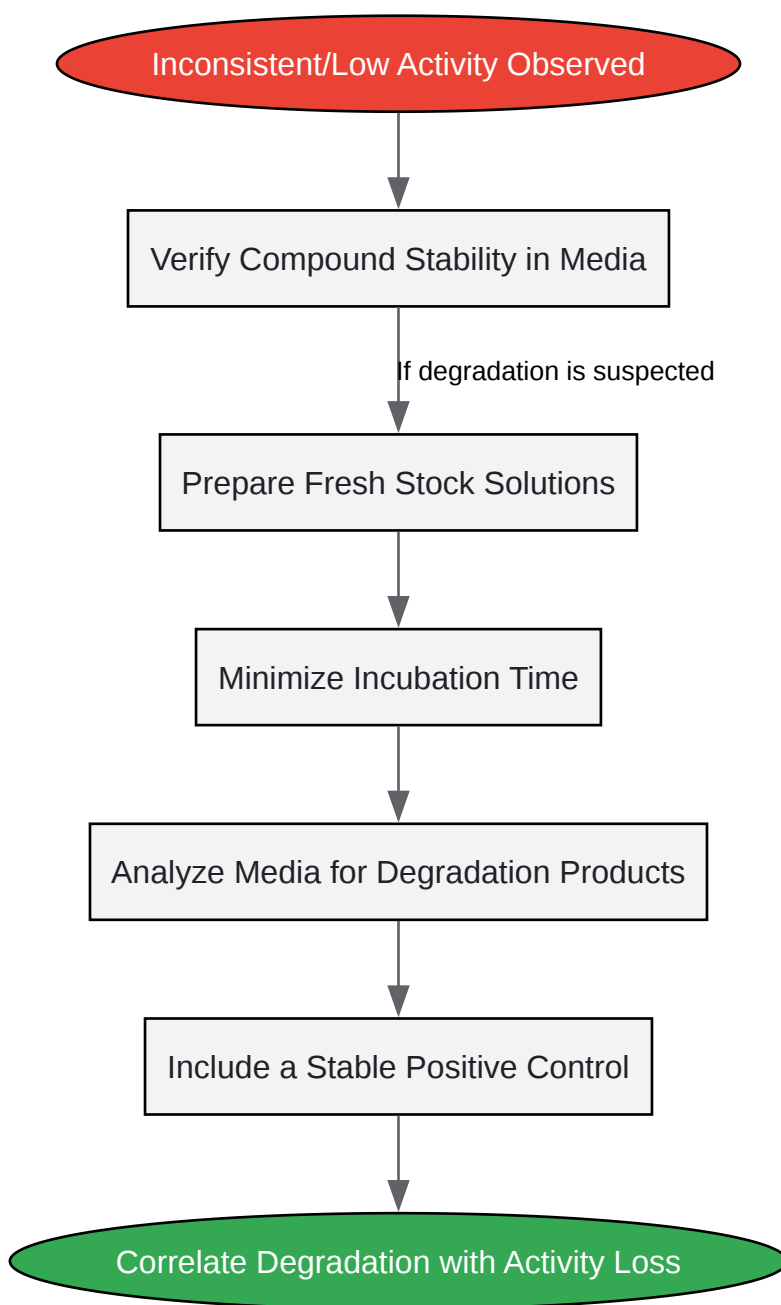 Inconsistent/Low Activity Observed
Verify Compound Stability in Media
If degradation is suspected
Prepare Fresh Stock Solutions
Minimize Incubation Time
Analyze Media for Degradation Products
Include a Stable Positive Control
Correlate Degradation with Activity Loss